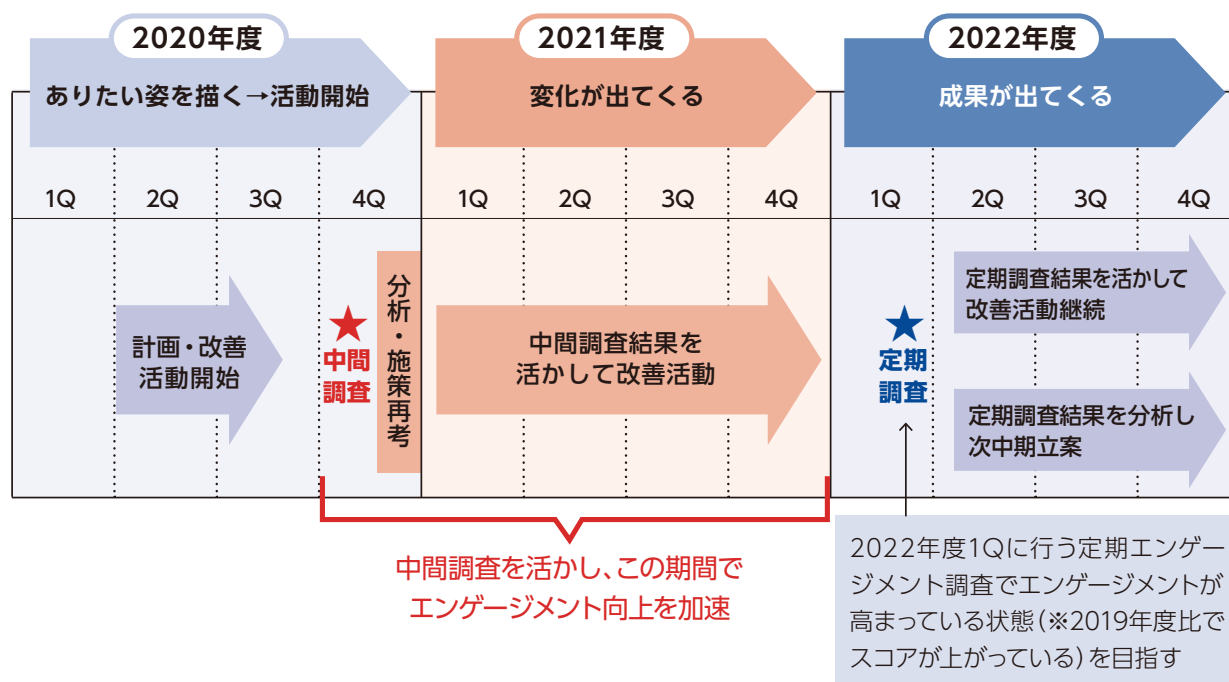 2020年度
2021年度
2022年度
ありたい姿を描く→活動開始
変化が出てくる
成果が出てくる
1Q 2Q 3Q 4Q 1Q 2Q 3Q 4Q 1Q 2Q 3Q 4Q
計画・改善
活動開始
★
中間
調査
分析・施策再考
中間調査結果を
活かして改善活動
★
定期
調査
定期調査結果を活かして
改善活動継続
定期調査結果を分析し
次中期立案
中間調査を活かし、この期間で
エンゲージメント向上を加速
2022年度1Qに行う定期エンゲー
ジメント調査でエンゲージメントが
高まっている状態(※2019年度比で
スコアが上がっている)を目指す